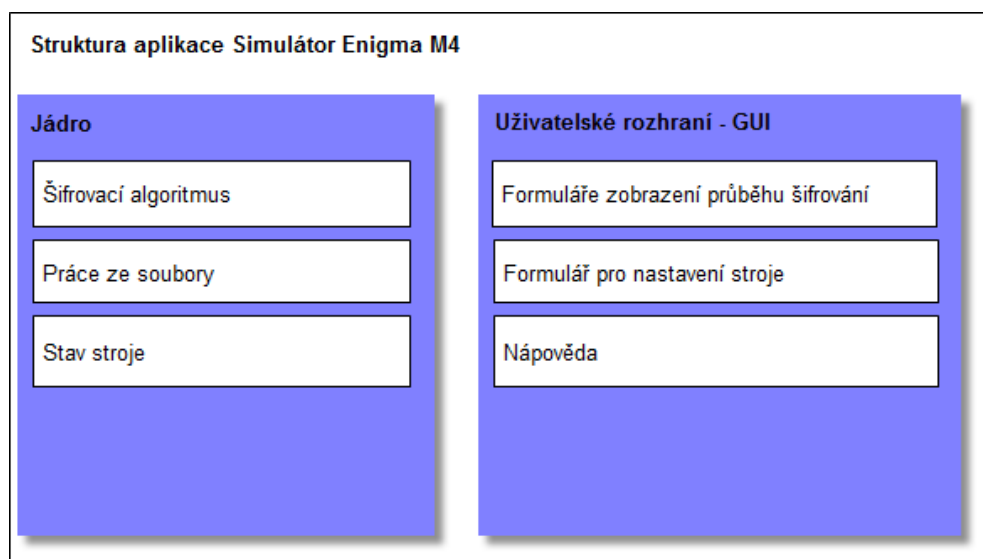 Struktura aplikace Simulátor Enigma M4
Jádro
Šifrovací algoritmus
Práce ze soubory
Stav stroje
Uživatelské rozhraní - GUI
Formuláře zobrazení průběhu šifrování
Formulář pro nastavení stroje
Nápověda